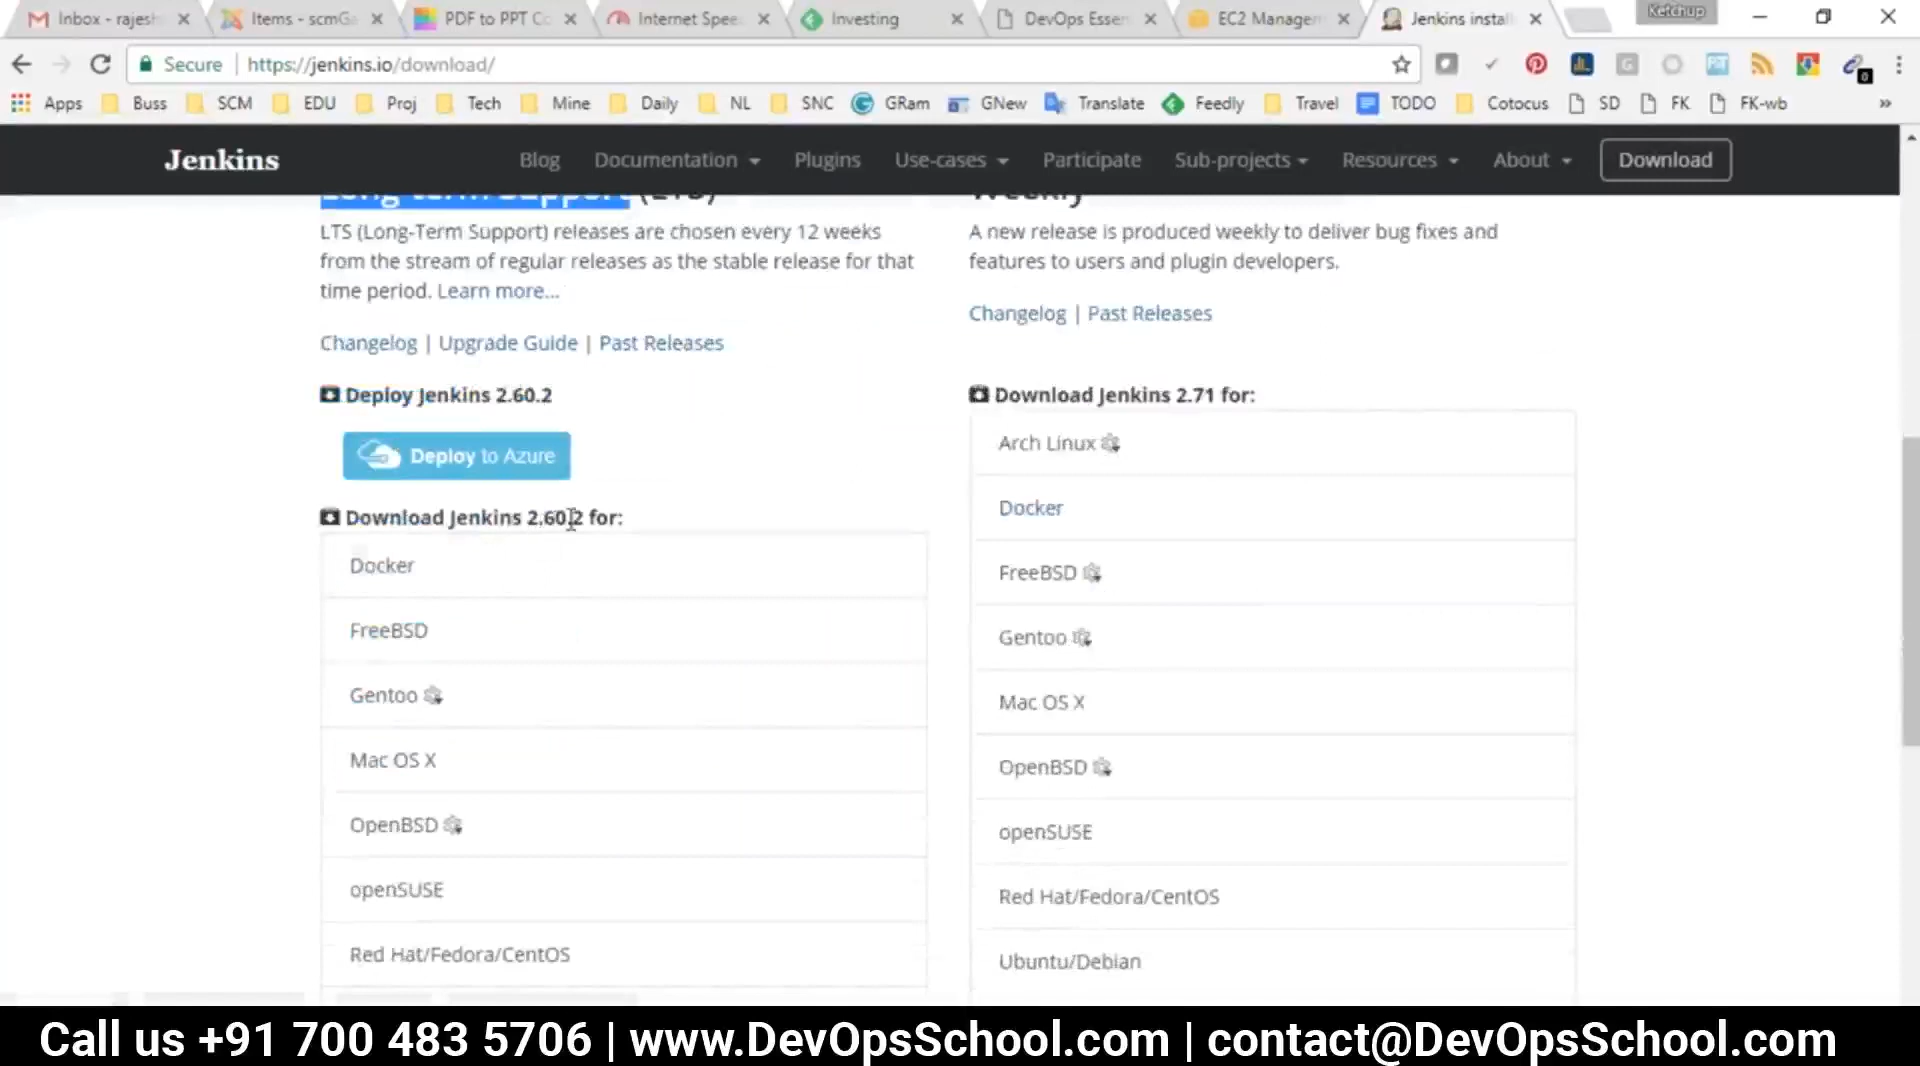 Inbox - rajesh
Items - scmGa
PDF to PPT Co
Internet Spee
Investing
DevOps Essen
EC2 Managem
Jenkins install
Ketchup
Secure | https://jenkins.io/download/
Apps Buss SCM EDU Proj Tech Mine Daily NL SNC GRam GNew Translate Feedly Travel TODO Cotocus SD FK FK-wb »
Jenkins Blog Documentation Plugins Use-cases Participate Sub-projects Resources About Download
Long-term Support (LTS)
LTS (Long-Term Support) releases are chosen every 12 weeks
from the stream of regular releases as the stable release for that
time period. Learn more...
Changelog | Upgrade Guide | Past Releases
Deploy Jenkins 2.60.2
Deploy to Azure
Download Jenkins 2.60.2 for:
Docker
FreeBSD
Gentoo
Mac OS X
OpenBSD
openSUSE
Red Hat/Fedora/CentOS
Weekly
A new release is produced weekly to deliver bug fixes and
features to users and plugin developers.
Changelog | Past Releases
Download Jenkins 2.71 for:
Arch Linux
Docker
FreeBSD
Gentoo
Mac OS X
OpenBSD
openSUSE
Red Hat/Fedora/CentOS
Ubuntu/Debian
Call us +91 700 483 5706 | www.DevOpsSchool.com | contact@DevOpsSchool.com